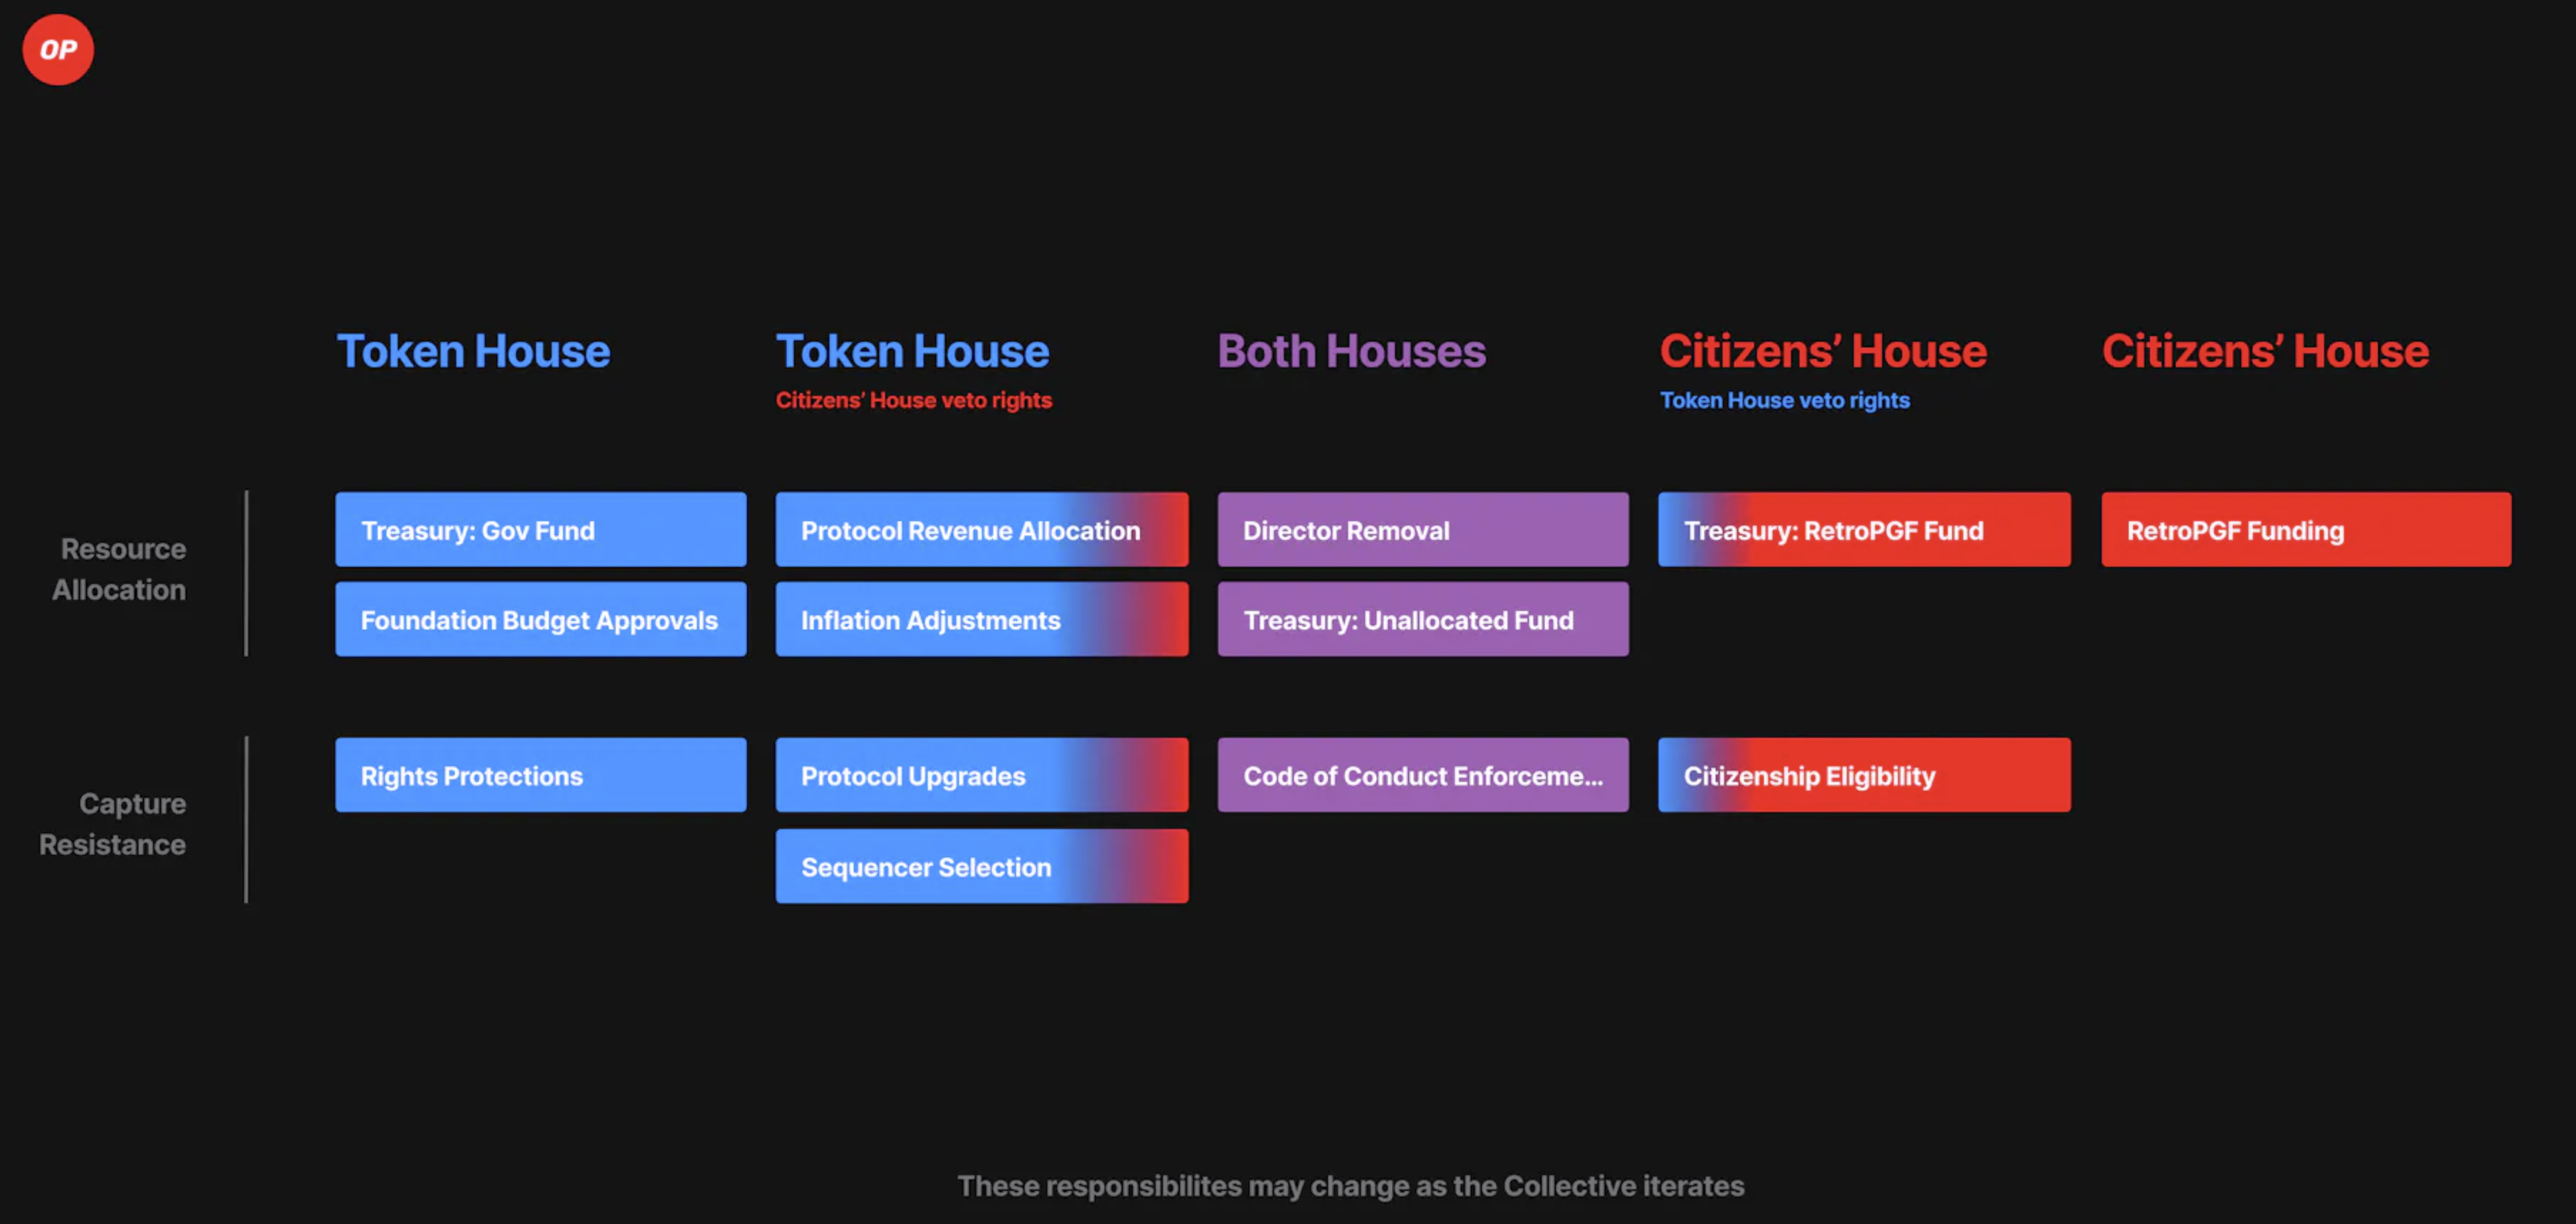 OP
Token House
Token House
Both Houses
Citizens’ House
Citizens’ House
Citizens’ House veto rights
Token House veto rights
Resource
Allocation
Treasury: Gov Fund
Protocol Revenue Allocation
Director Removal
Treasury: RetroPGF Fund
RetroPGF Funding
Foundation Budget Approvals
Inflation Adjustments
Treasury: Unallocated Fund
Capture
Resistance
Rights Protections
Protocol Upgrades
Code of Conduct Enforceme...
Citizenship Eligibility
Sequencer Selection
These responsibilites may change as the Collective iterates